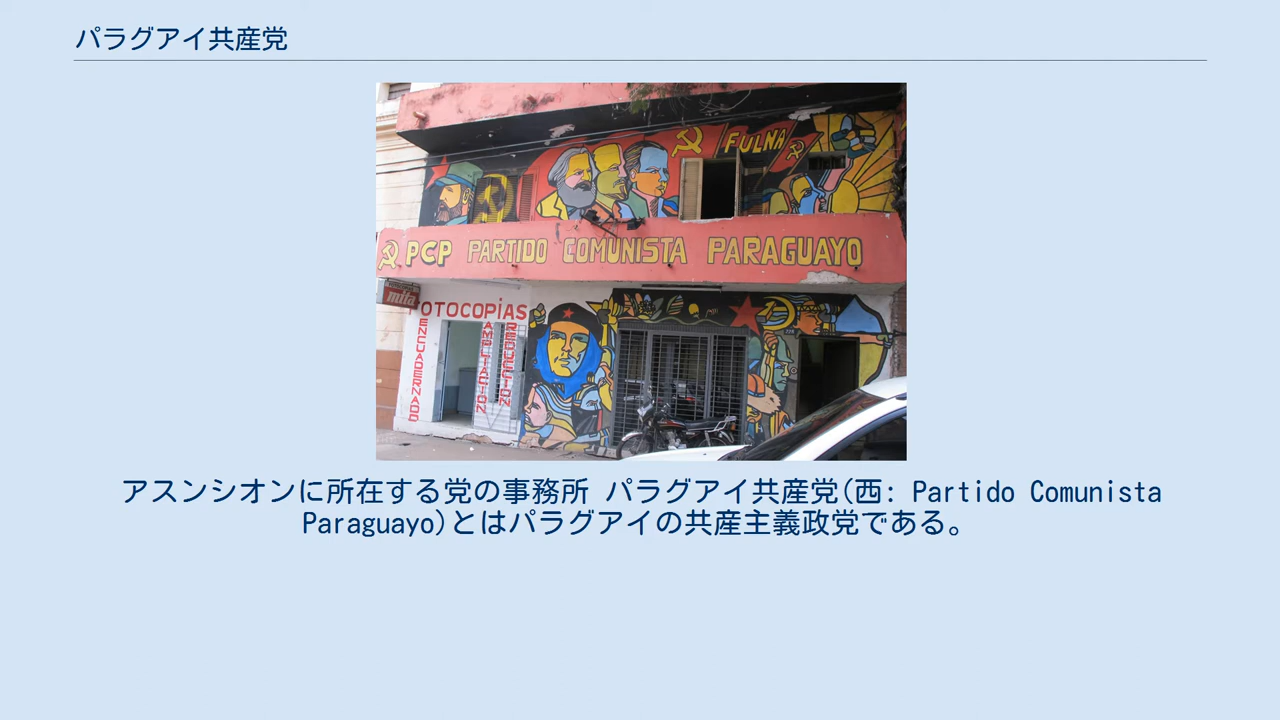 パラグアイ共産党
FULNA
PCP PARTIDO COMUNISTA PARAGUAYO
mita
OTOCOPIAS
ENCUADERNADO
AMPLIACION
REDUCCION
アスンシオンに所在する党の事務所 パラグアイ共産党(西: Partido Comunista
Paraguayo)とはパラグアイの共産主義政党である。